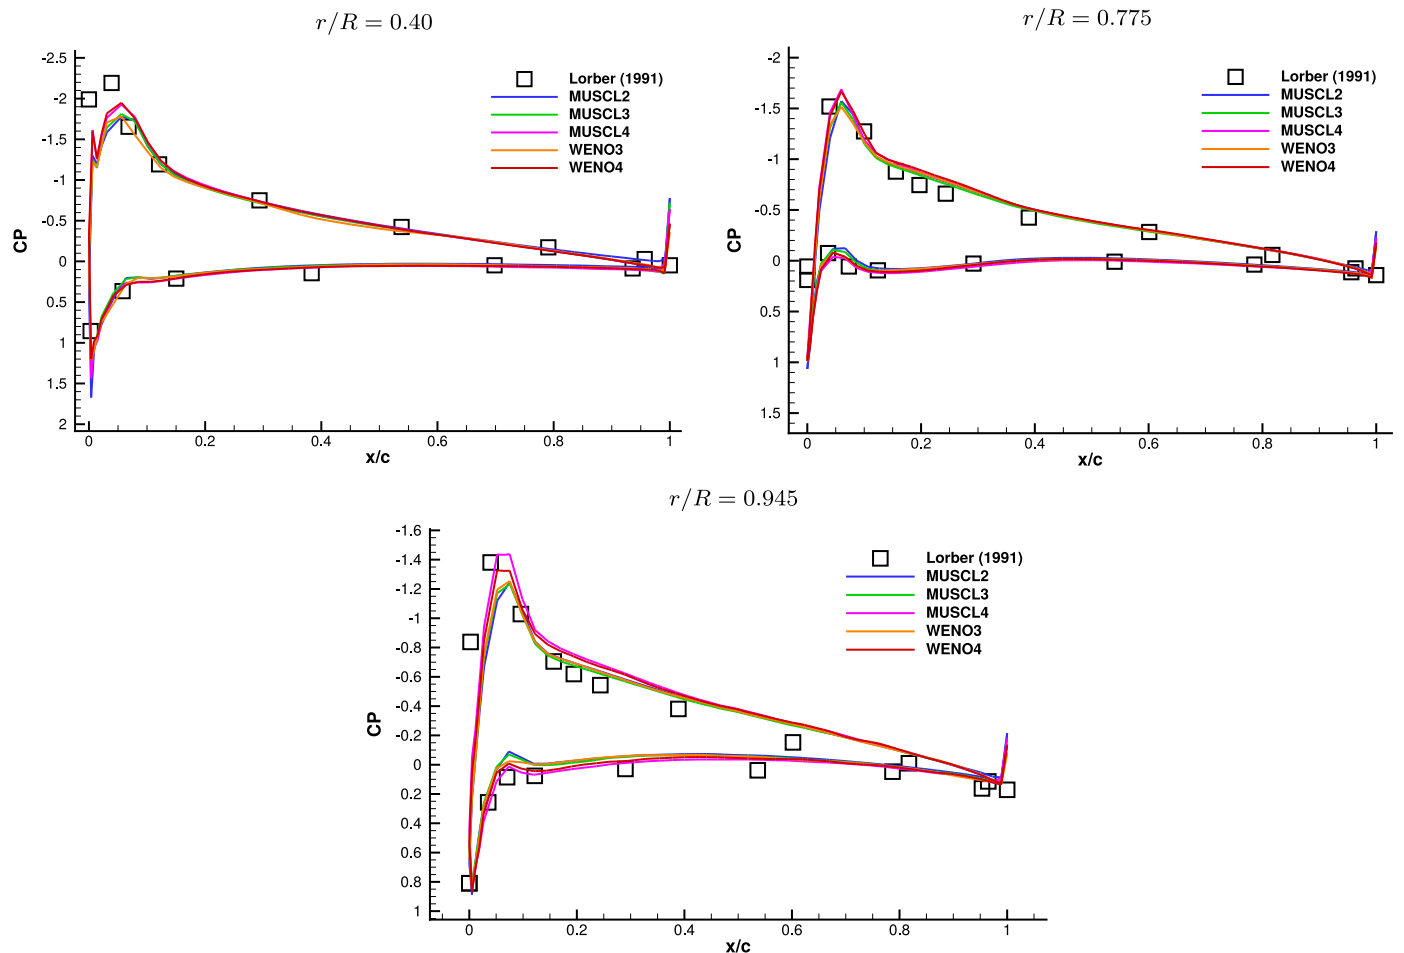 r/R = 0.40
-2.5
-2
-1.5
-1
-0.5
0
0.5
1
1.5
2
CP
0
0.2
0.4
0.6
0.8
1
x/c
Lorber (1991)
MUSCL2
MUSCL3
MUSCL4
WENO3
WENO4
r/R = 0.775
-2
-1.5
-1
-0.5
0
0.5
1
1.5
CP
0
0.2
0.4
0.6
0.8
1
x/c
Lorber (1991)
MUSCL2
MUSCL3
MUSCL4
WENO3
WENO4
r/R = 0.945
-1.6
-1.4
-1.2
-1
-0.8
-0.6
-0.4
-0.2
0
0.2
0.4
0.6
0.8
1
CP
0
0.2
0.4
0.6
0.8
1
x/c
Lorber (1991)
MUSCL2
MUSCL3
MUSCL4
WENO3
WENO4